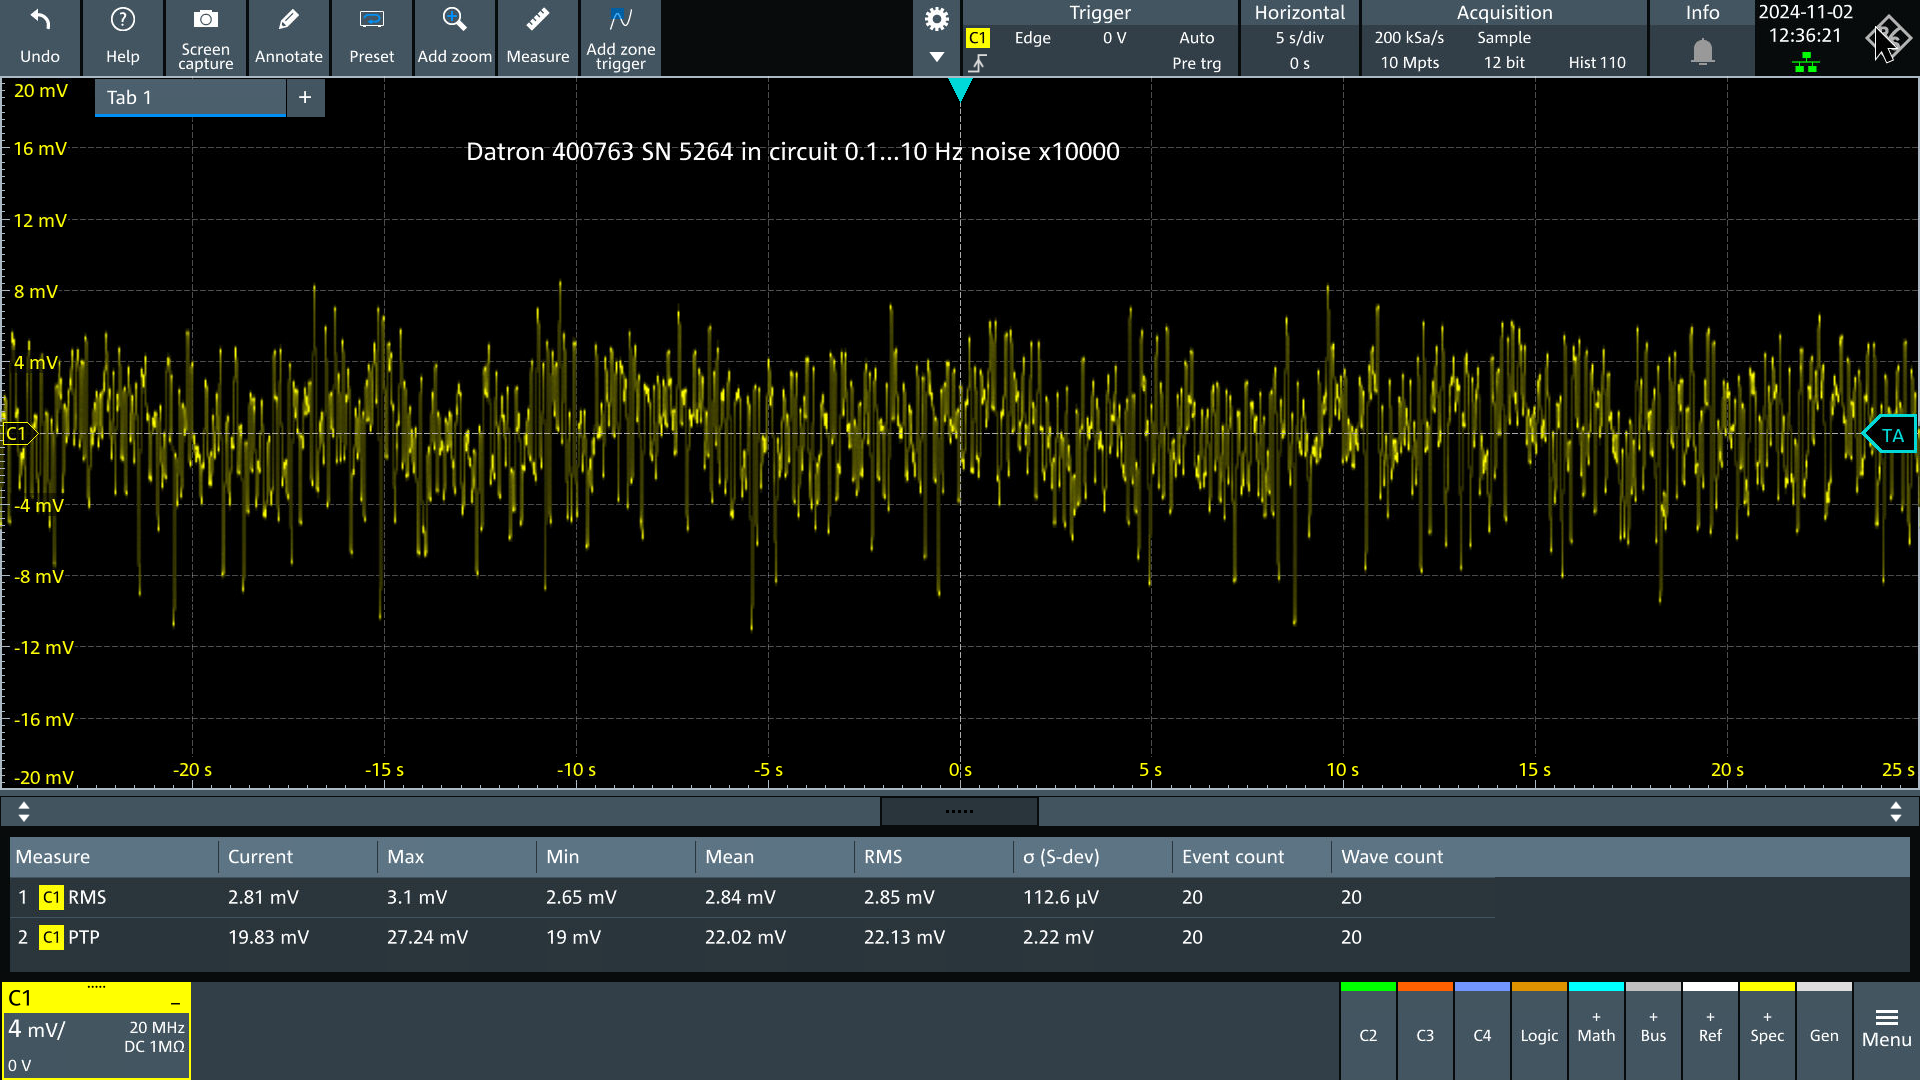 Undo
Help
Screen
capture
Annotate
Preset
Add zoom
Measure
Add zone
trigger
Trigger
C1 Edge 0 V Auto
Pre trg
Horizontal
5 s/div
0 s
Acquisition
200 kSa/s Sample
10 Mpts 12 bit Hist 110
Info
2024-11-02
12:36:21
Tab 1 +
Datron 400763 SN 5264 in circuit 0.1...10 Hz noise x10000
20 mV
16 mV
12 mV
8 mV
4 mV
C1
TA
-4 mV
-8 mV
-12 mV
-16 mV
-20 mV
-20 s -15 s -10 s -5 s 0 s 5 s 10 s 15 s 20 s 25 s
Measure Current Max Min Mean RMS σ (S-dev) Event count Wave count
1 C1 RMS 2.81 mV 3.1 mV 2.65 mV 2.84 mV 2.85 mV 112.6 µV 20 20
2 C1 PTP 19.83 mV 27.24 mV 19 mV 22.02 mV 22.13 mV 2.22 mV 20 20
C1
4 mV/ 20 MHz
DC 1MΩ
0 V
C2
C3
C4
Logic
+
Math
+
Bus
+
Ref
+
Spec
Gen
Menu